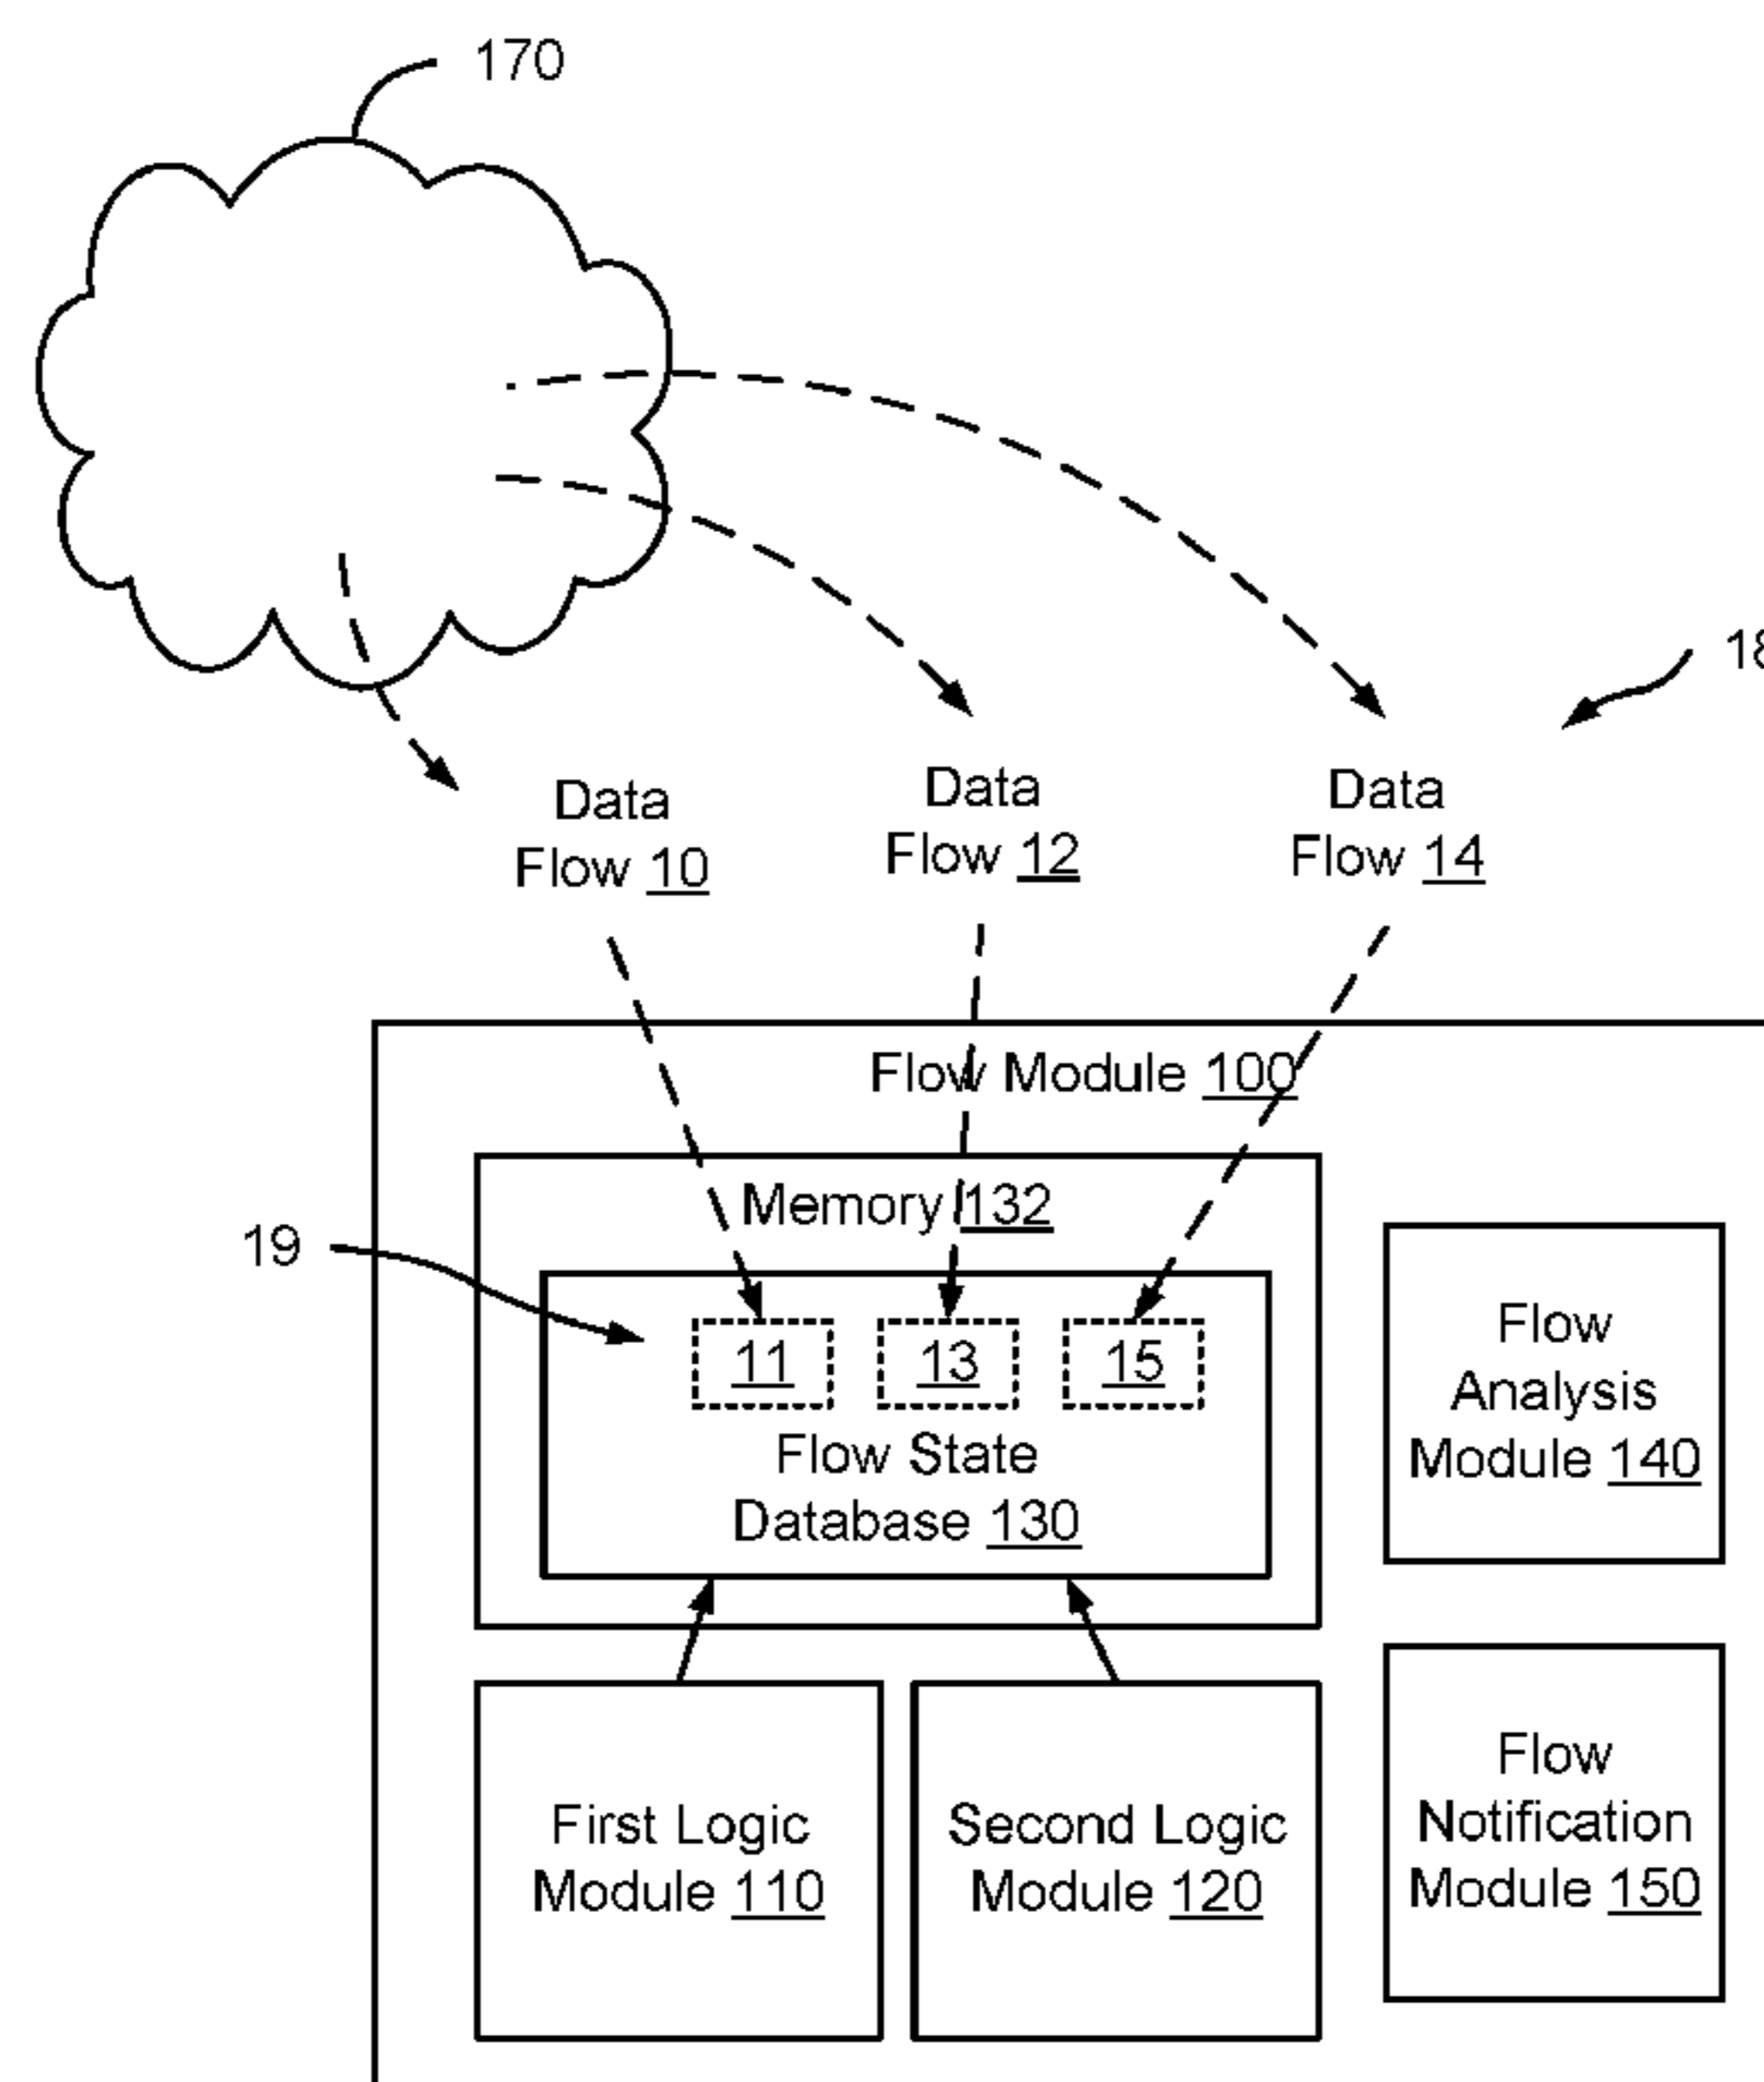 170
18
Data
Flow 10
Data
Flow 12
Data
Flow 14
Flow Module 100
Memory 132
19
11
13
15
Flow State
Database 130
Flow
Analysis
Module 140
First Logic
Module 110
Second Logic
Module 120
Flow
Notification
Module 150